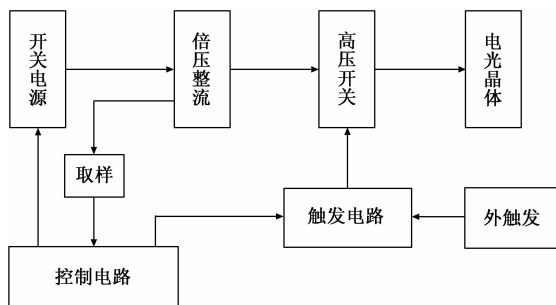 开关电源
倍压整流
高压开关
电光晶体
取样
触发电路
外触发
控制电路